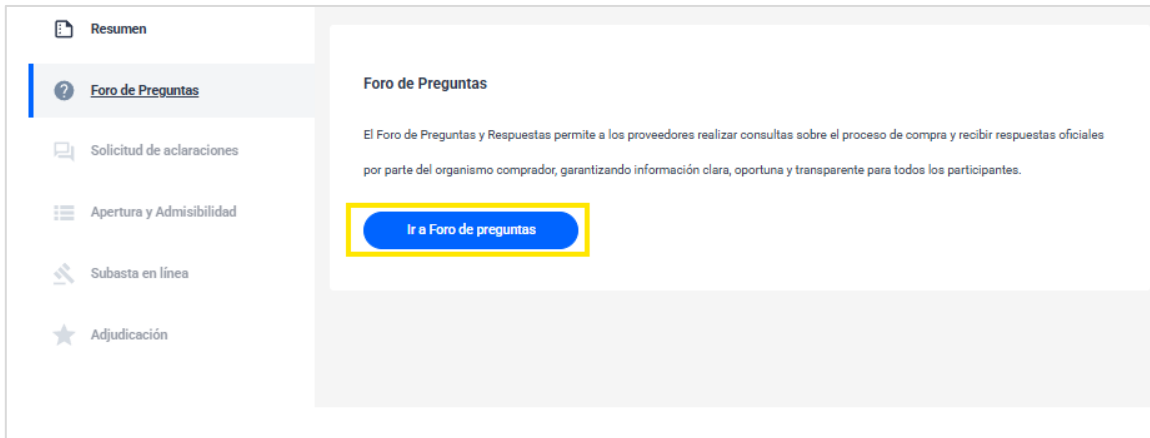 Resumen
Foro de Preguntas
Solicitud de aclaraciones
Apertura y Admisibilidad
Subasta en línea
Adjudicación
Foro de Preguntas
El Foro de Preguntas y Respuestas permite a los proveedores realizar consultas sobre el proceso de compra y recibir respuestas oficiales
por parte del organismo comprador, garantizando información clara, oportuna y transparente para todos los participantes.
Ir a Foro de preguntas